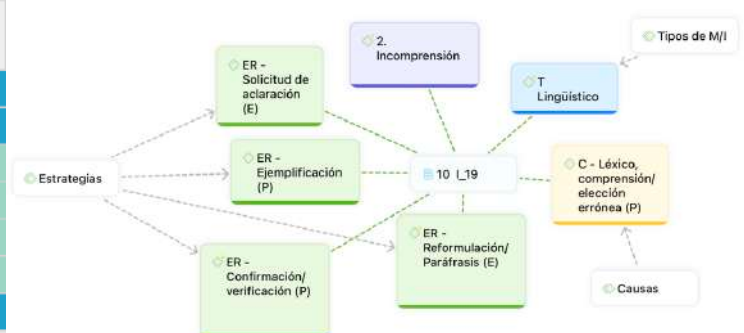 2.
Incomprensión
Tipos de M/I
ER -
Solicitud de
aclaración
(E)
T
Lingüístico
ER -
Ejemplificación
(P)
10 I_19
C - Léxico,
comprensión/
elección
errónea (P)
Estrategias
ER -
Reformulación/
Paráfrasis (E)
ER -
Confirmación/
verificación (P)
Causas